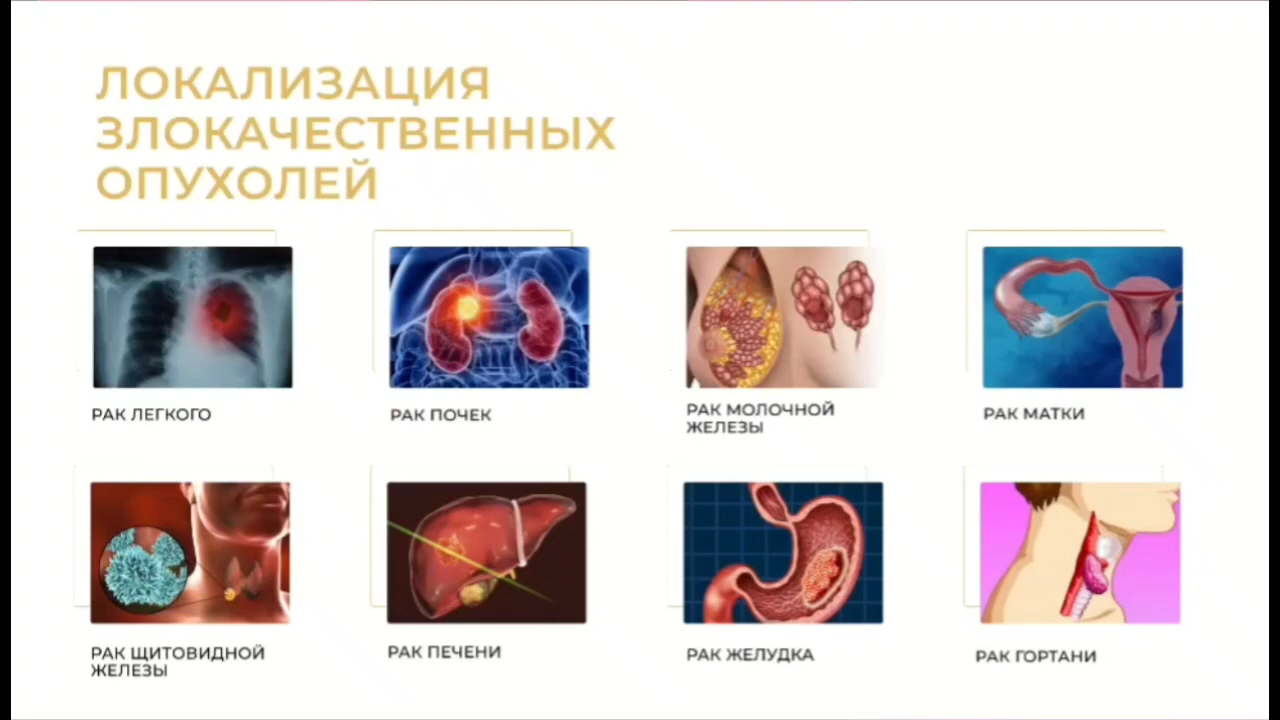 ЛОКАЛИЗАЦИЯ
ЗЛОКАЧЕСТВЕННЫХ
ОПУХОЛЕЙ
РАК ЛЕГКОГО
РАК ПОЧЕК
РАК МОЛОЧНОЙ
ЖЕЛЕЗЫ
РАК МАТКИ
РАК ЩИТОВИДНОЙ
ЖЕЛЕЗЫ
РАК ПЕЧЕНИ
РАК ЖЕЛУДКА
РАК ГОРТАНИ